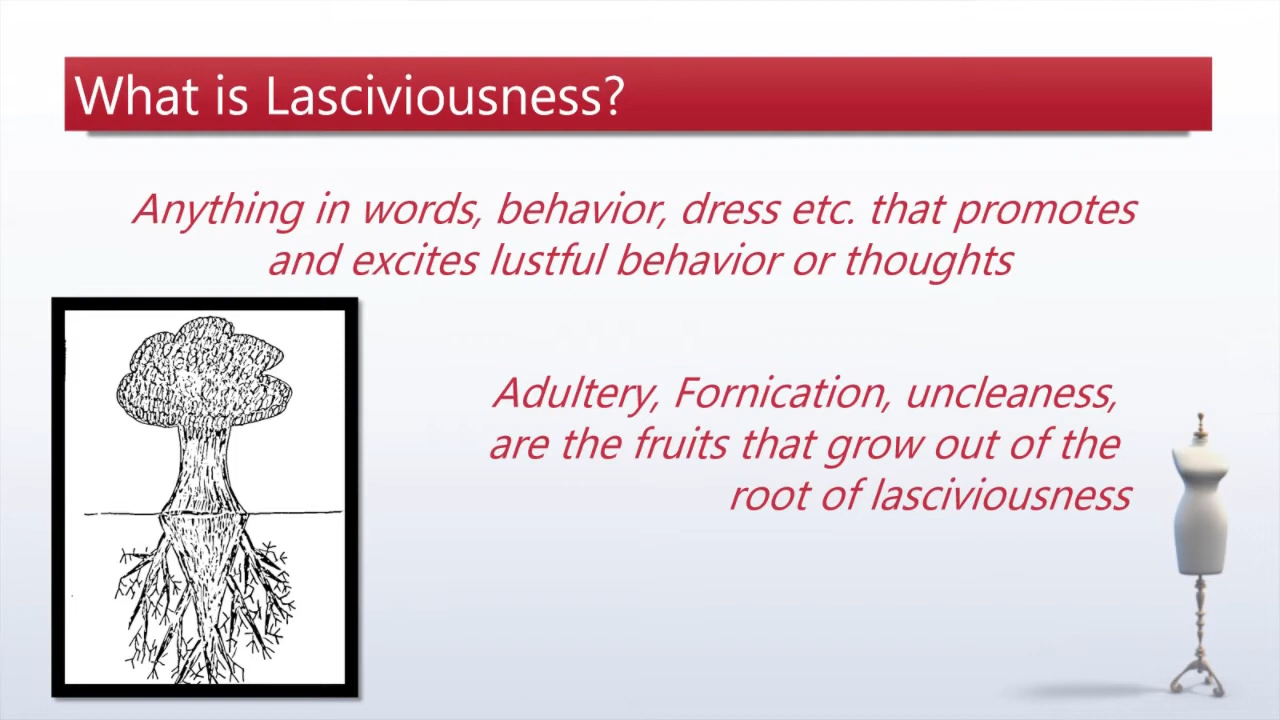 What is Lasciviousness?
Anything in words, behavior, dress etc. that promotes
and excites lustful behavior or thoughts
Adultery, Fornication, uncleaness,
are the fruits that grow out of the
root of lasciviousness